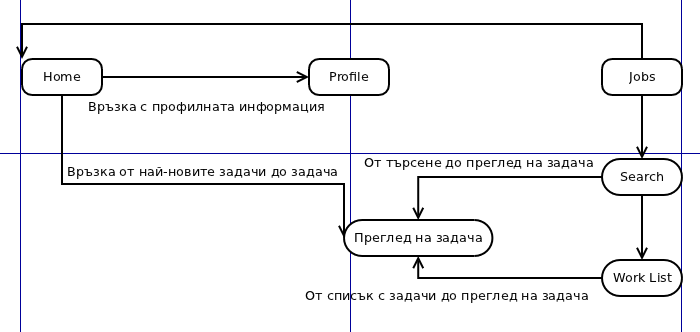 Home
Profile
Jobs
Връзка с профилната информация
От търсене до преглед на задача
Връзка от най-новите задачи до задача
Search
Преглед на задача
Work List
От списък с задачи до преглед на задача